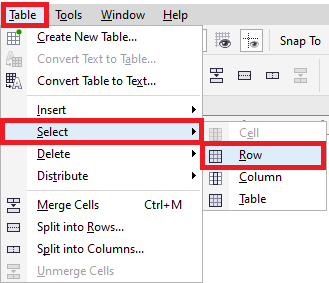 Table Tools Window Help
Create New Table...
Snap To
Convert Text to Table...
Convert Table to Text...
Insert
Select
Cell
Delete
Row
Distribute
Column
Merge Cells Ctrl+M
Table
Split into Rows...
Split into Columns...
Unmerge Cells